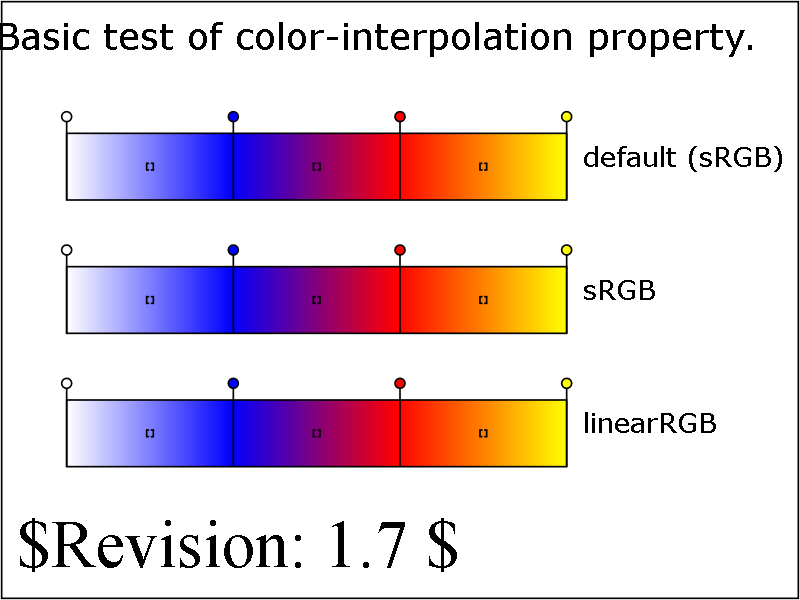 Basic test of color-interpolation property.
default (sRGB)
sRGB
linearRGB
$Revision: 1.7 $